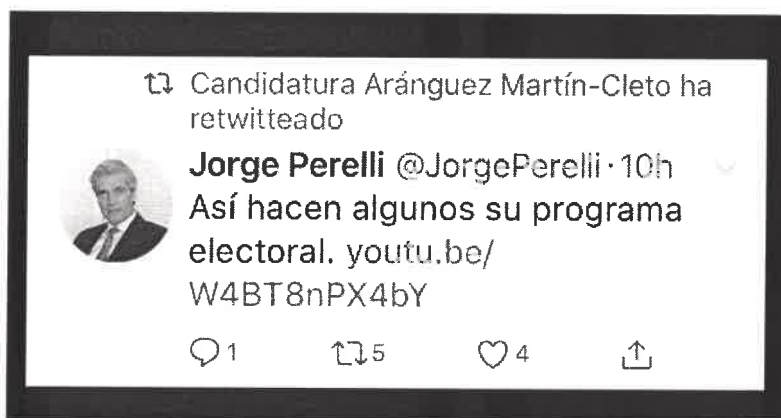 Candidatura Aránguez Martín-Cleto ha
retwitteado
Jorge Perelli @JorgePerelli · 10h
Así hacen algunos su programa
electoral. youtu.be/
W4BT8nPX4bY
1 5 4